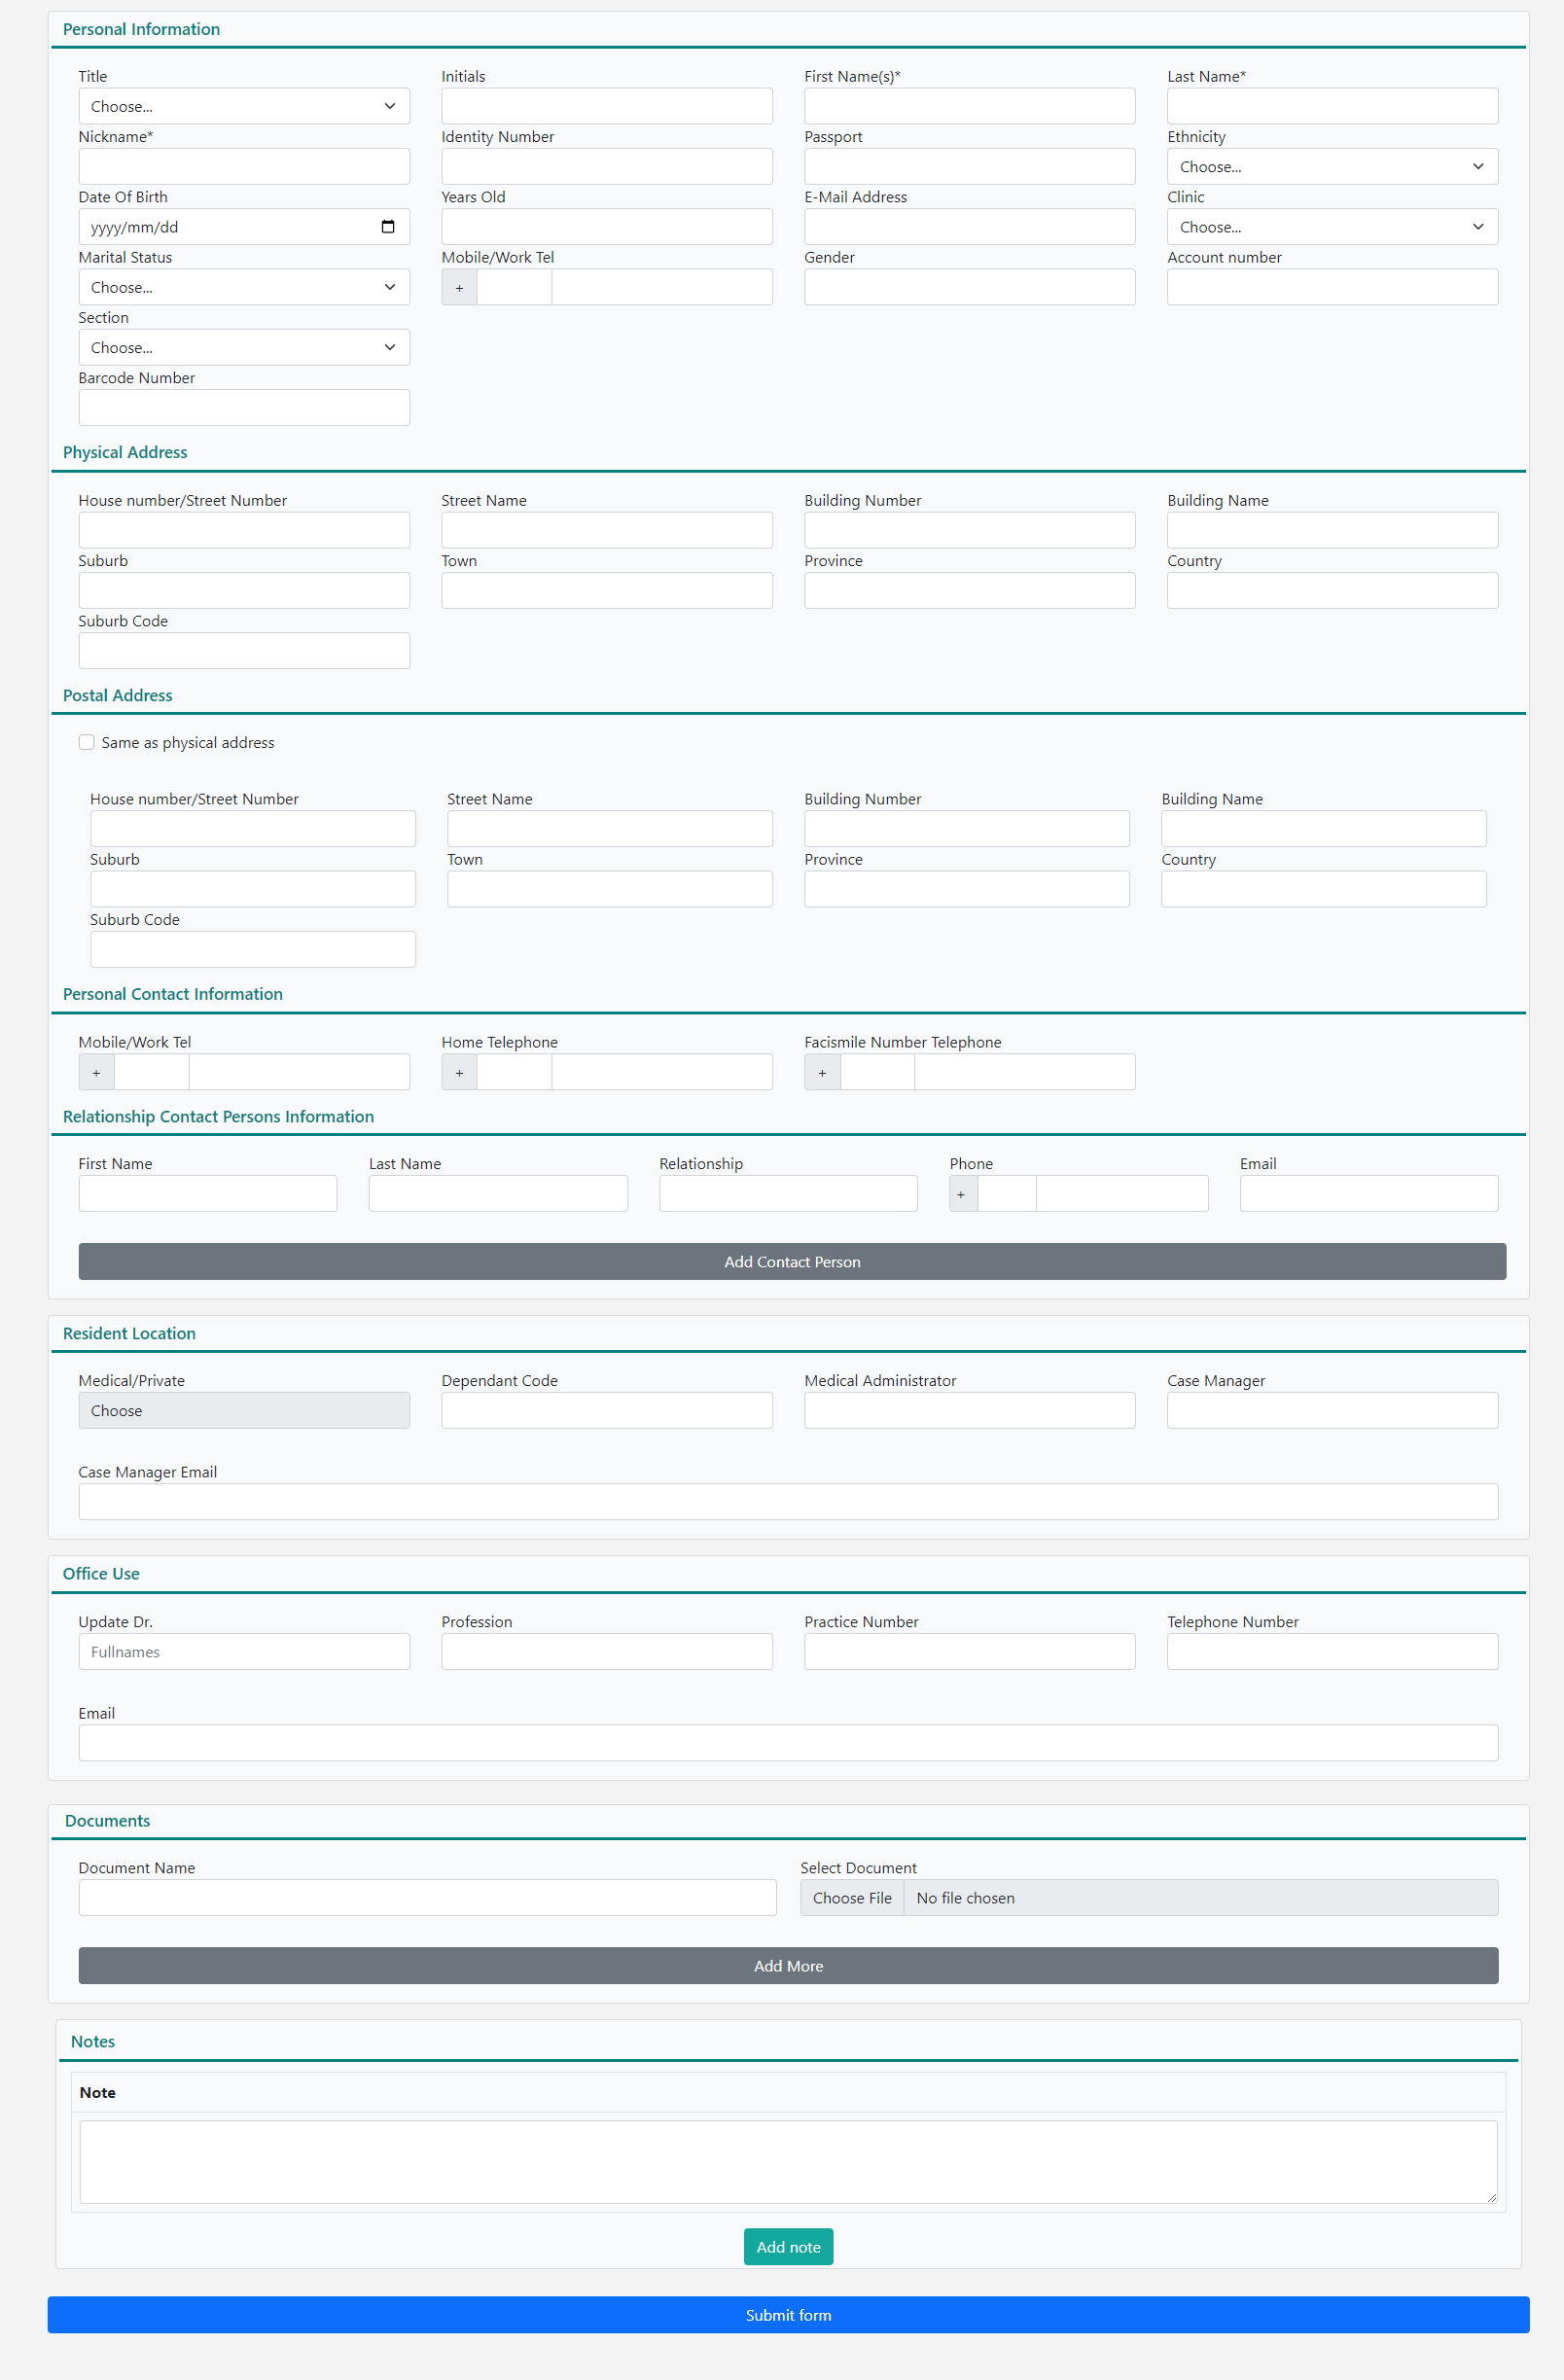 Personal Information
Title Initials First Name(s)* Last Name*
Choose...
Nickname* Identity Number Passport Ethnicity
Choose...
Date Of Birth Years Old E-Mail Address Clinic
yyyy/mm/dd Choose...
Marital Status Mobile/Work Tel Gender Account number
Choose... +
Section
Choose...
Barcode Number
Physical Address
House number/Street Number Street Name Building Number Building Name
Suburb Town Province Country
Suburb Code
Postal Address
Same as physical address
House number/Street Number Street Name Building Number Building Name
Suburb Town Province Country
Suburb Code
Personal Contact Information
Mobile/Work Tel Home Telephone Facismile Number Telephone
+ + +
Relationship Contact Persons Information
First Name Last Name Relationship Phone Email
+
Add Contact Person
Resident Location
Medical/Private Dependant Code Medical Administrator Case Manager
Choose
Case Manager Email
Office Use
Update Dr. Profession Practice Number Telephone Number
Fullnames
Email
Documents
Document Name Select Document
Choose File No file chosen
Add More
Notes
Note
Add note
Submit form